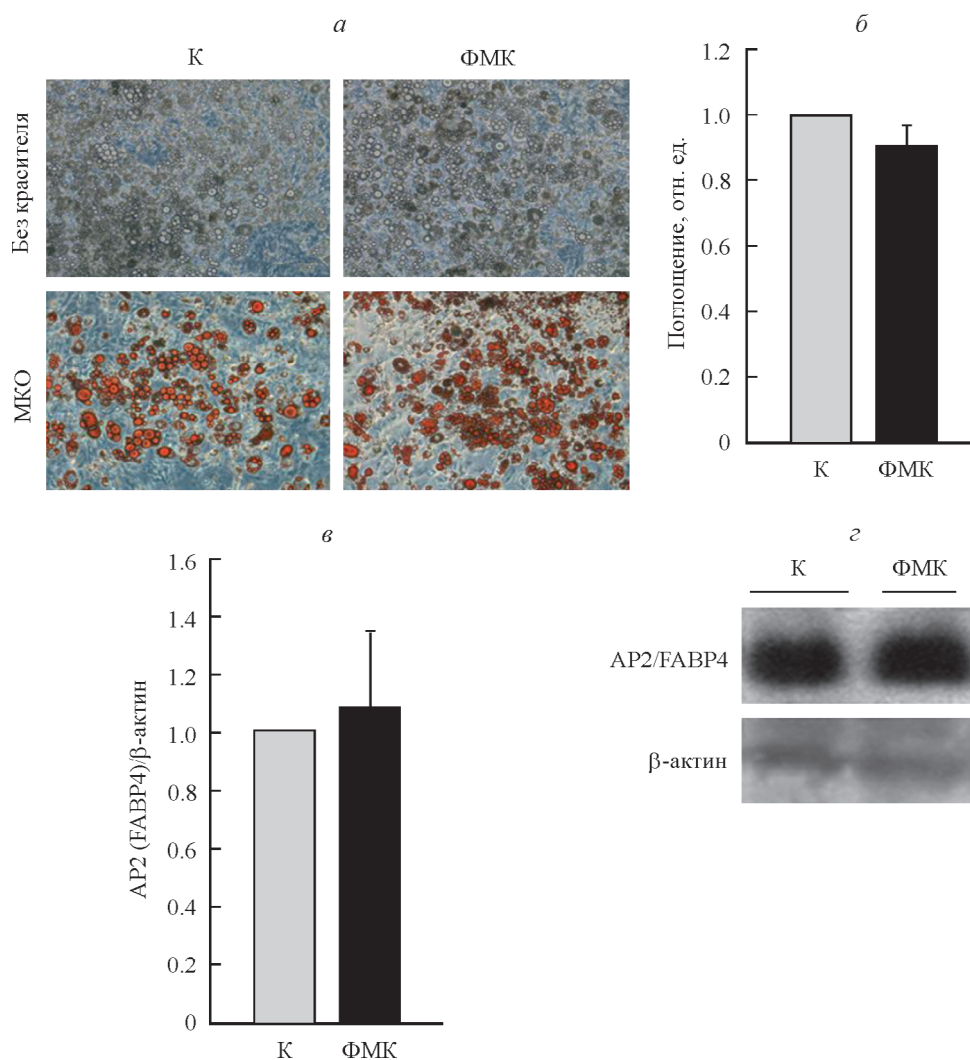 а
К
ФМК
Без красителя
МКО
б
Поглощение, отн. ед.
1.2
1.0
0.8
0.6
0.4
0.2
0
К
ФМК
в
AP2 (FABP4)/β-актин
1.6
1.4
1.2
1.0
0.8
0.6
0.4
0.2
0
К
ФМК
г
К
ФМК
AP2/FABP4
β-актин